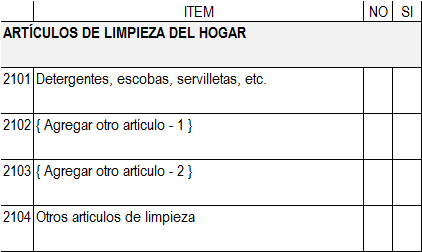 ITEM NO SI
ARTÍCULOS DE LIMPIEZA DEL HOGAR
2101 Detergentes, escobas, servilletas, etc.
2102 { Agregar otro artículo - 1 }
2103 { Agregar otro artículo - 2 }
2104 Otros artículos de limpieza